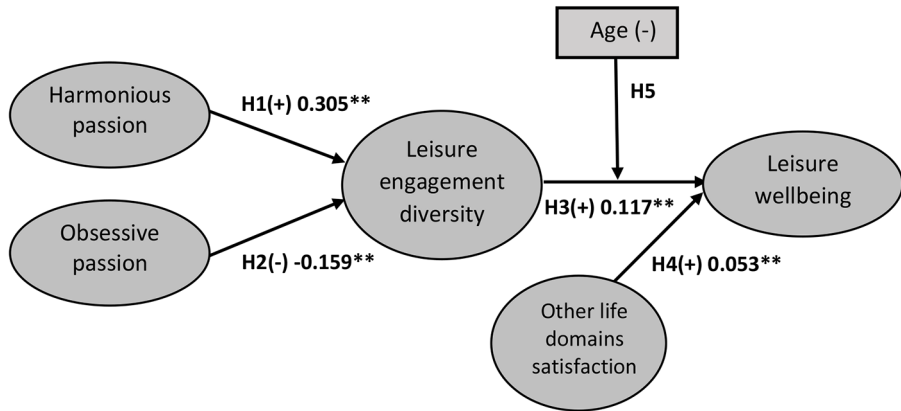 Age (-)
H5
Harmonious
passion
H1(+) 0.305**
Leisure
engagement
diversity
Leisure
wellbeing
H3(+) 0.117**
Obsessive
passion
H2(-) -0.159**
H4(+) 0.053**
Other life
domains
satisfaction